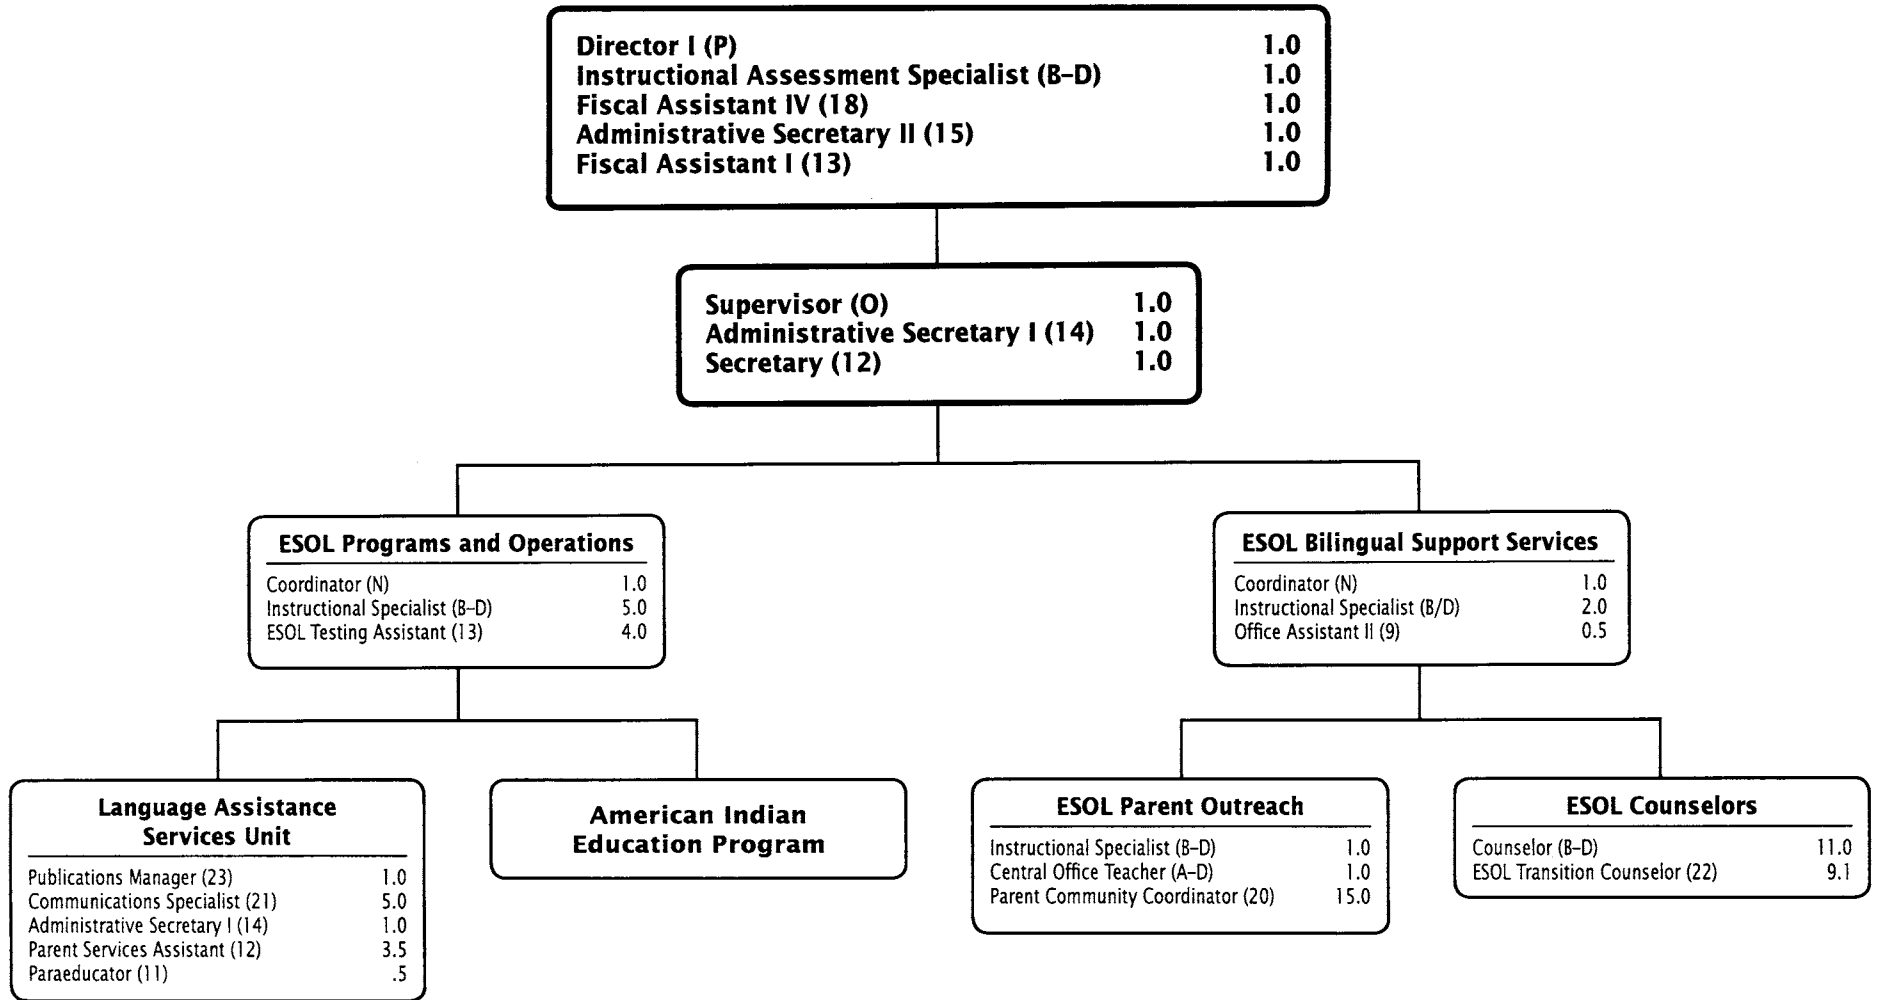 Director I (P) 1.0
Instructional Assessment Specialist (B–D) 1.0
Fiscal Assistant IV (18) 1.0
Administrative Secretary II (15) 1.0
Fiscal Assistant I (13) 1.0
Supervisor (O) 1.0
Administrative Secretary I (14) 1.0
Secretary (12) 1.0
ESOL Programs and Operations
Coordinator (N) 1.0
Instructional Specialist (B–D) 5.0
ESOL Testing Assistant (13) 4.0
ESOL Bilingual Support Services
Coordinator (N) 1.0
Instructional Specialist (B/D) 2.0
Office Assistant II (9) 0.5
Language Assistance
Services Unit
Publications Manager (23) 1.0
Communications Specialist (21) 5.0
Administrative Secretary I (14) 1.0
Parent Services Assistant (12) 3.5
Paraeducator (11) .5
American Indian
Education Program
ESOL Parent Outreach
Instructional Specialist (B–D) 1.0
Central Office Teacher (A–D) 1.0
Parent Community Coordinator (20) 15.0
ESOL Counselors
Counselor (B–D) 11.0
ESOL Transition Counselor (22) 9.1